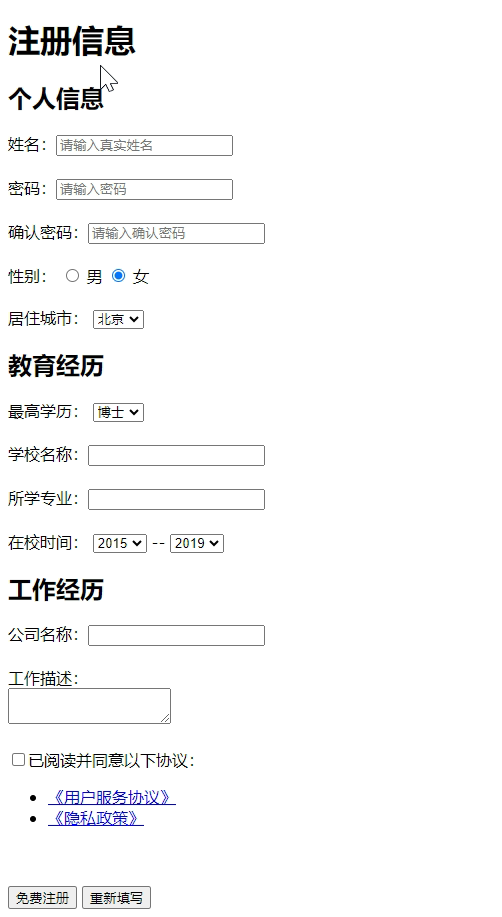 注册信息
个人信息
姓名：请输入真实姓名
密码：请输入密码
确认密码：请输入确认密码
性别： 男 女
居住城市： 北京
教育经历
最高学历： 博士
学校名称：
所学专业：
在校时间： 2015 -- 2019
工作经历
公司名称：
工作描述：
已阅读并同意以下协议：
《用户服务协议》
《隐私政策》
免费注册 重新填写